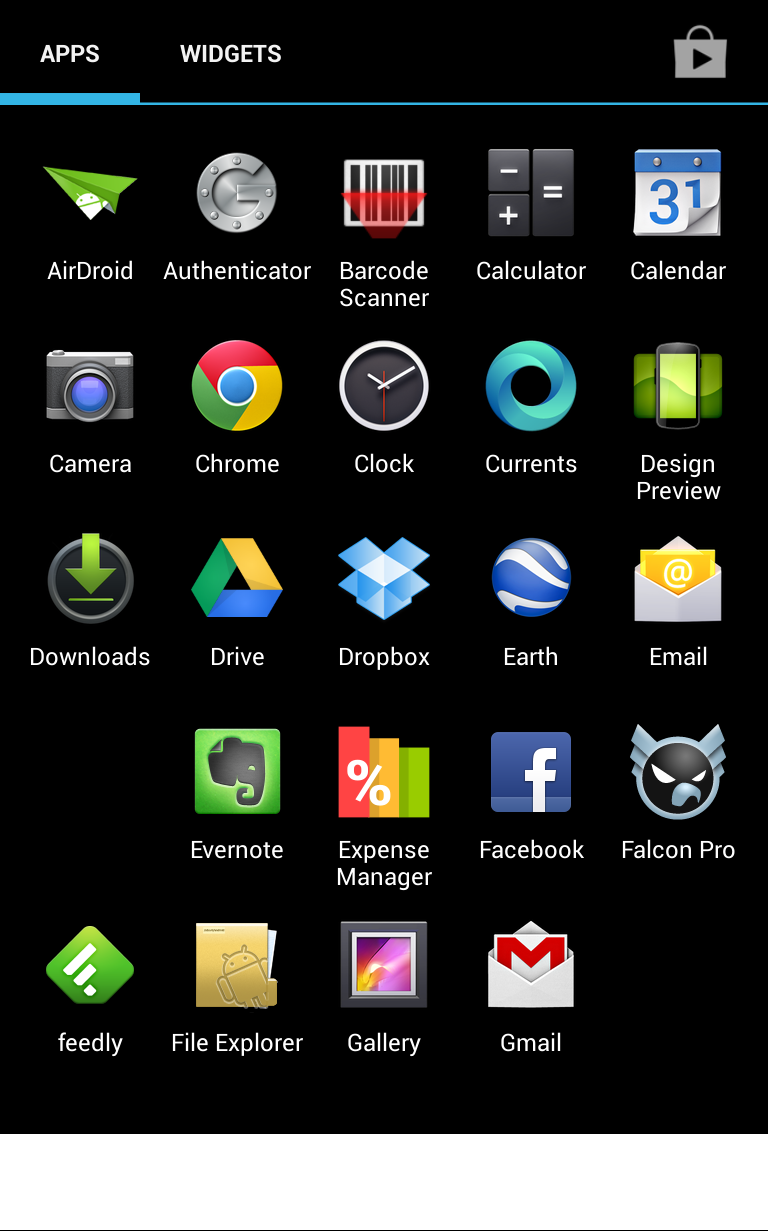 APPS WIDGETS
31
AirDroid Authenticator Barcode Scanner Calculator Calendar
Camera Chrome Clock Currents Design Preview
@
Downloads Drive Dropbox Earth Email
%
f
Evernote Expense Manager Facebook Falcon Pro
M
feedly File Explorer Gallery Gmail